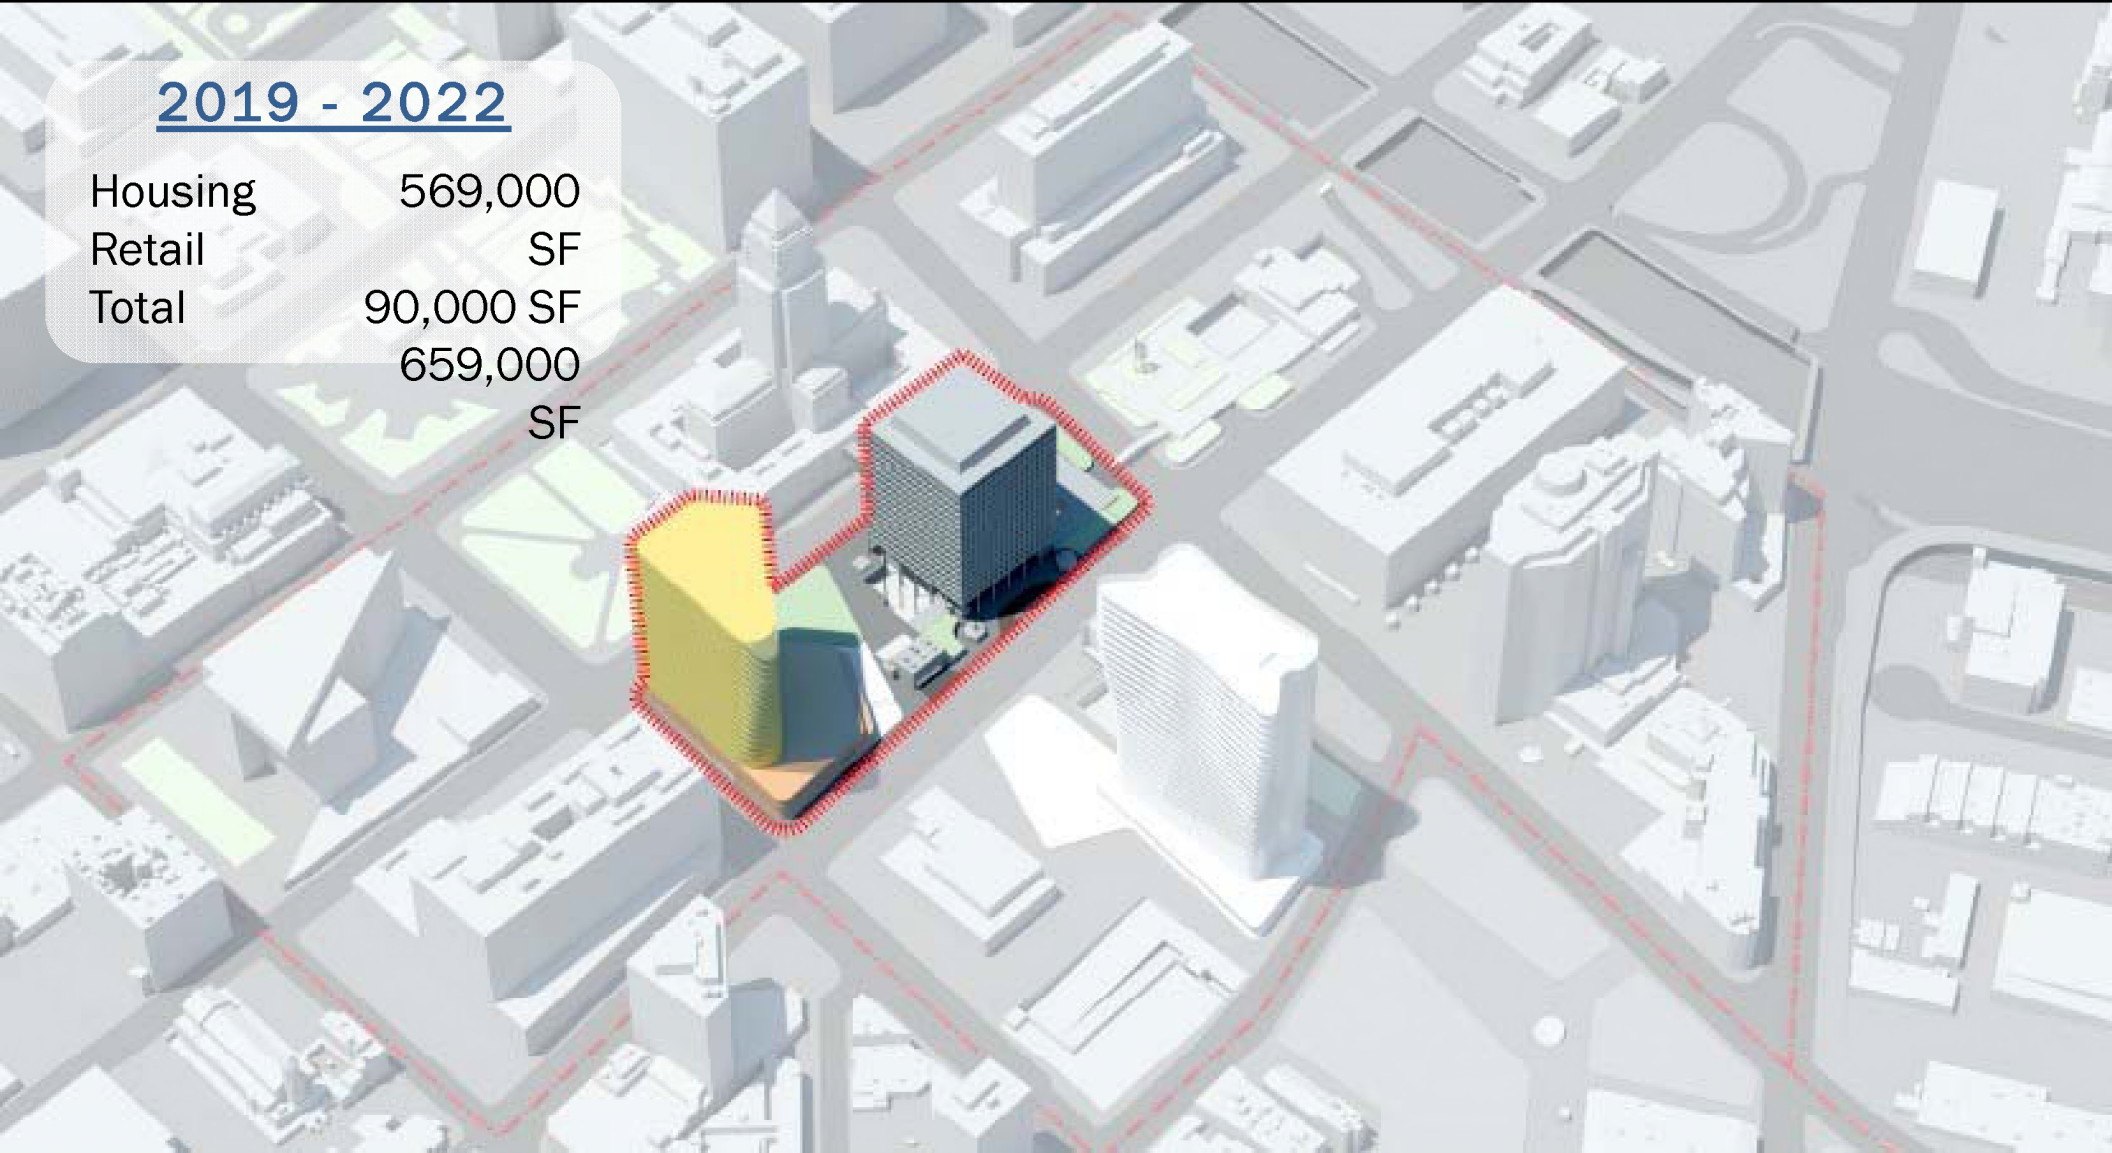 2019 - 2022
Housing 569,000
Retail SF
Total 90,000 SF
659,000
SF